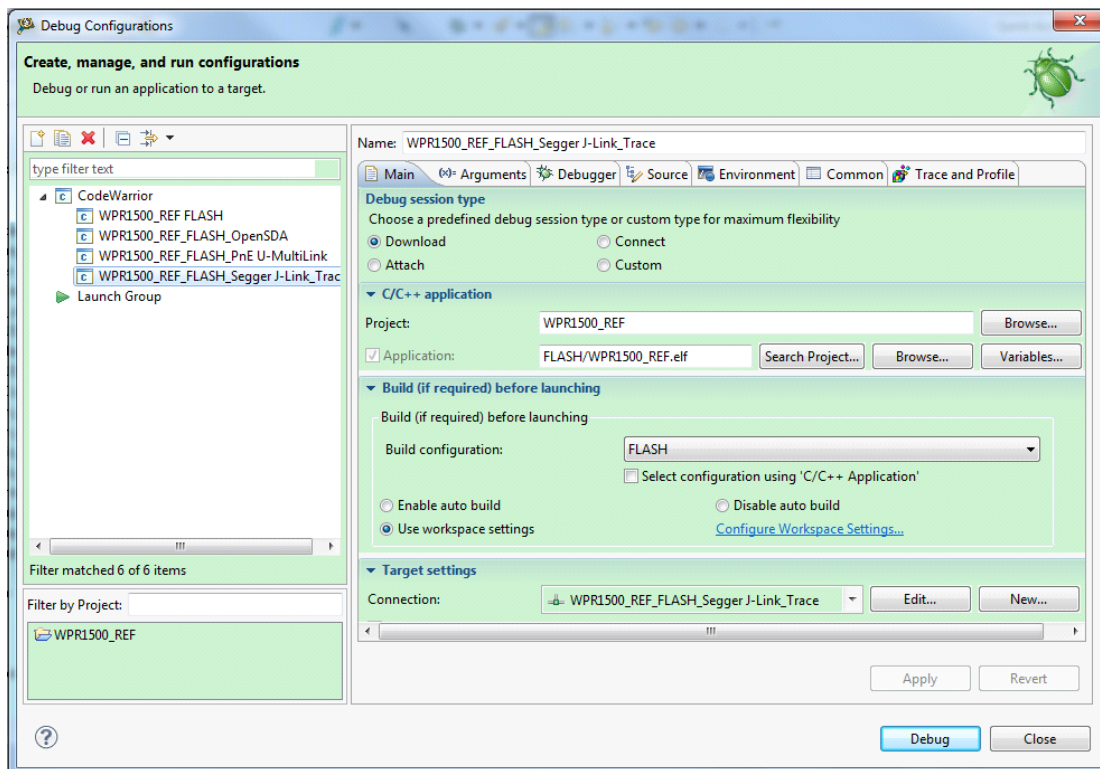 Debug Configurations
Create, manage, and run configurations
Debug or run an application to a target.
type filter text
CodeWarrior
WPR1500_REF FLASH
WPR1500_REF_FLASH_OpenSDA
WPR1500_REF_FLASH_PnE U-MultiLink
WPR1500_REF_FLASH_Segger J-Link_Trac
Launch Group
Filter matched 6 of 6 items
Filter by Project:
WPR1500_REF
Name: WPR1500_REF_FLASH_Segger J-Link_Trace
Main (x)= Arguments Debugger Source Environment Common Trace and Profile
Debug session type
Choose a predefined debug session type or custom type for maximum flexibility
Download Connect
Attach Custom
C/C++ application
Project: WPR1500_REF Browse...
Application: FLASH/WPR1500_REF.elf Search Project... Browse... Variables...
Build (if required) before launching
Build (if required) before launching
Build configuration: FLASH
Select configuration using 'C/C++ Application'
Enable auto build Disable auto build
Use workspace settings Configure Workspace Settings...
Target settings
Connection: WPR1500_REF_FLASH_Segger J-Link_Trace Edit... New...
Apply Revert
? Debug Close